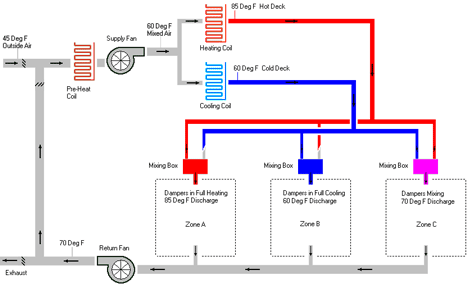 85 Deg F  Hot Deck
45 Deg F
Outside Air
Supply Fan
60 Deg F
Mixed Air
Heating Coil
60 Deg F  Cold Deck
Pre-Heat
Coil
Cooling Coil
Mixing Box
Mixing Box
Mixing Box
Dampers in Full Heating
85 Deg F Discharge
Zone A
Dampers in Full Cooling
60 Deg F Discharge
Zone B
Dampers Mixing
70 Deg F Discharge
Zone C
70 Deg F
Return Fan
Exhaust